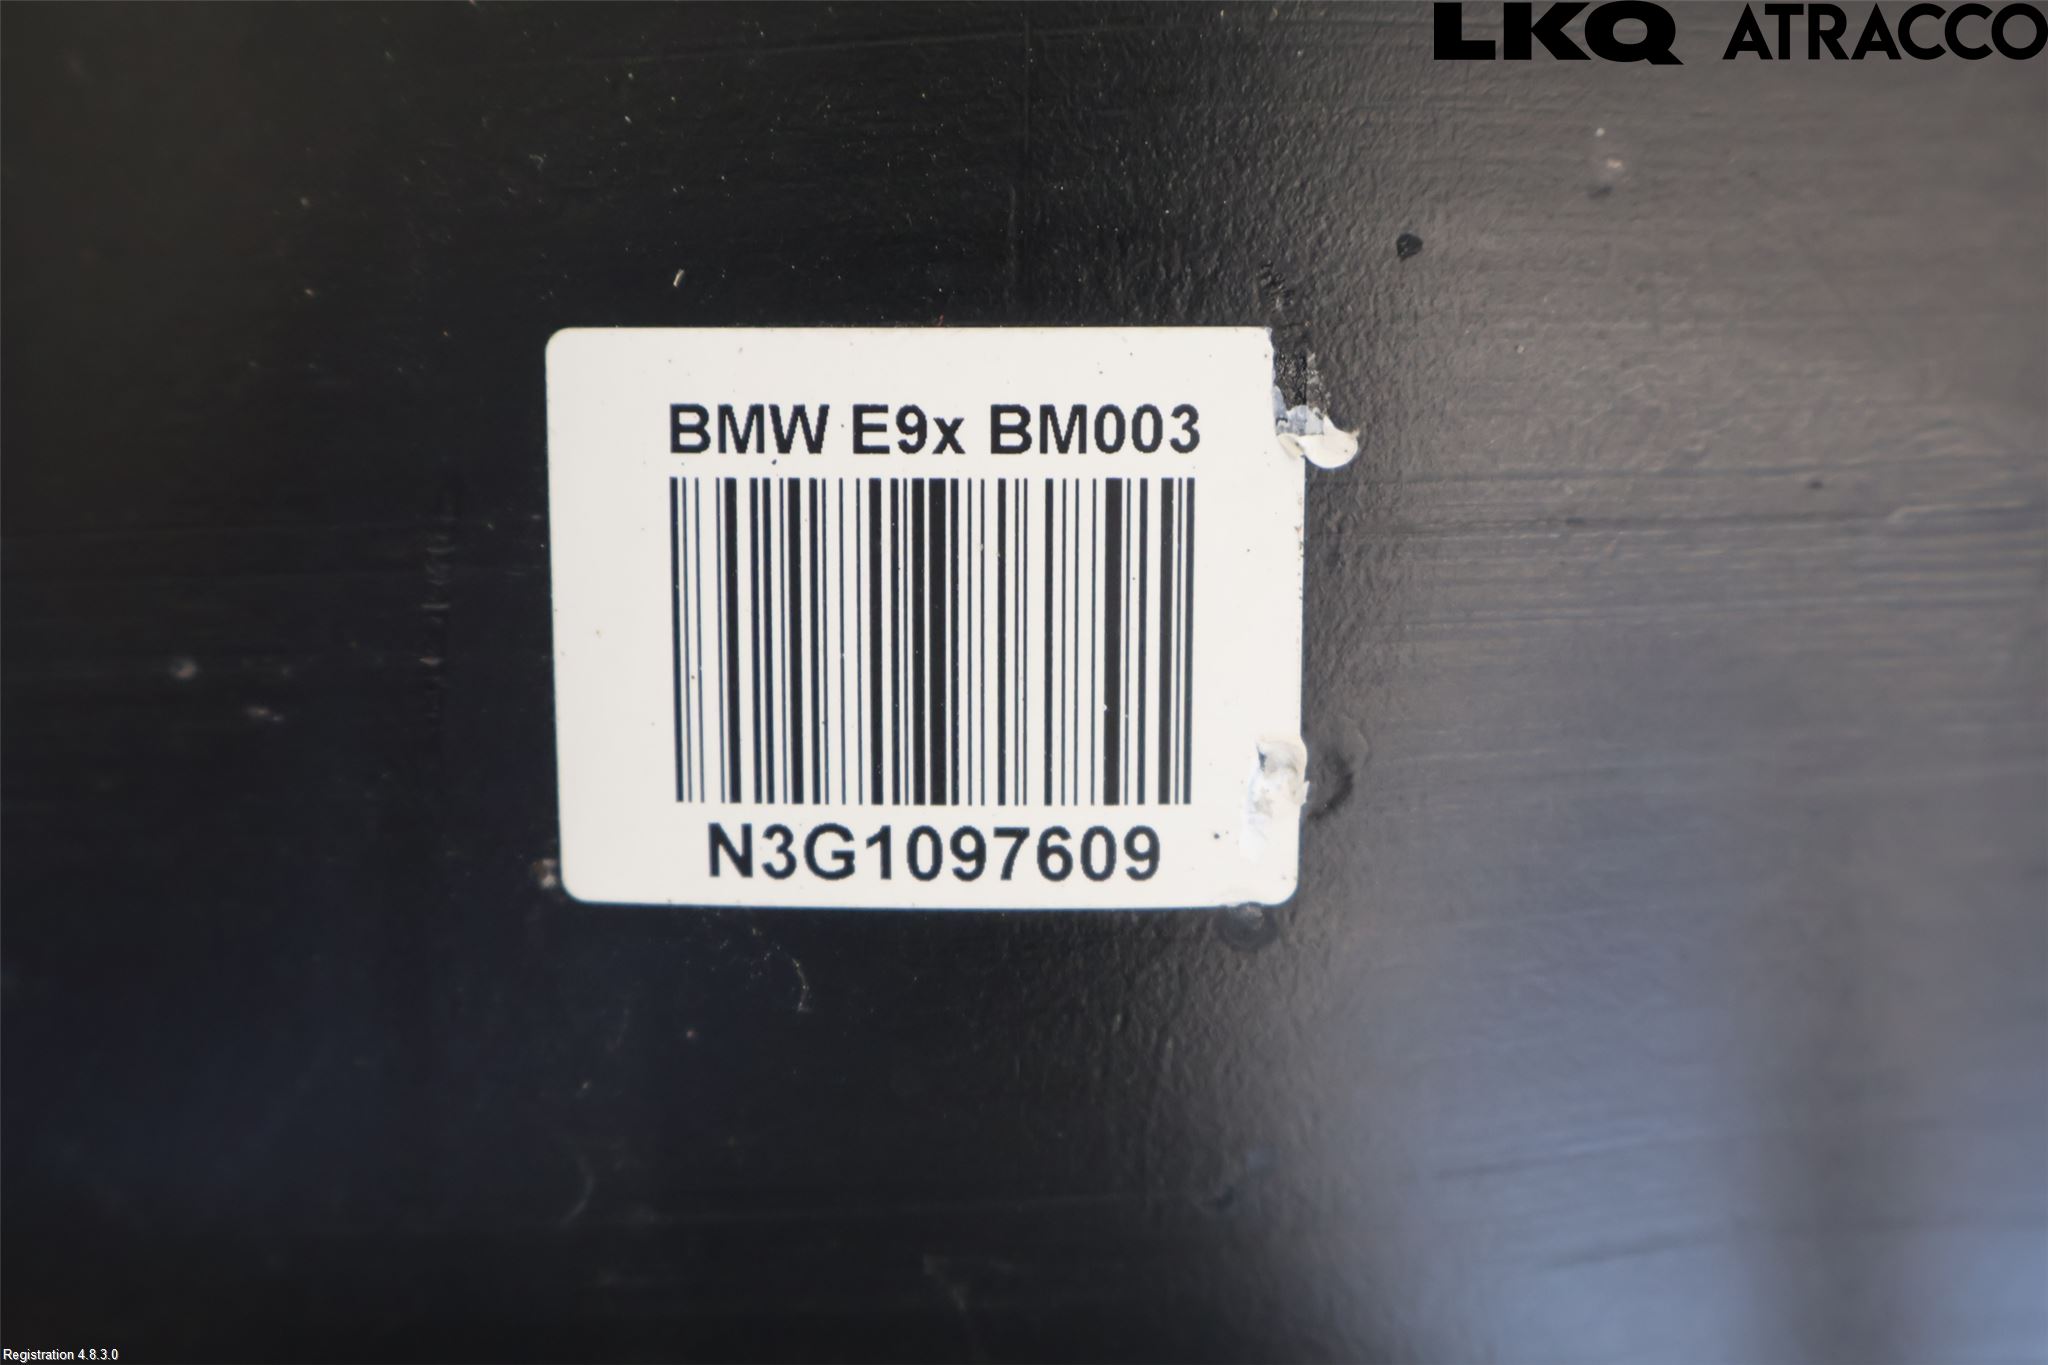 LKQ ATRACCO
BMW E9x BM003
N3G1097609
Registration 4.8.3.0